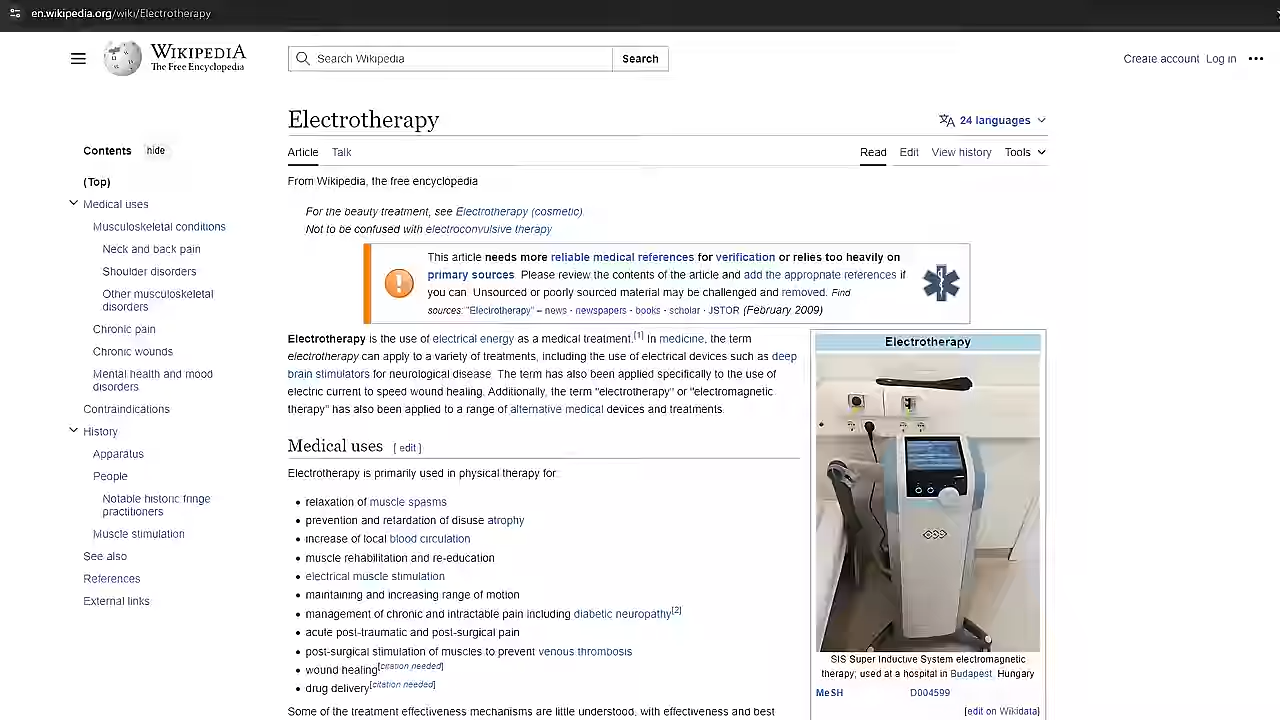 en.wikipedia.org/wiki/Electrotherapy
WIKIPEDIA
The Free Encyclopedia
Search Wikipedia
Search
Create account Log in
Contents hide
(Top)
Medical uses
Musculoskeletal conditions
Neck and back pain
Shoulder disorders
Other musculoskeletal
disorders
Chronic pain
Chronic wounds
Mental health and mood
disorders
Contraindications
History
Apparatus
People
Notable historic fringe
practitioners
Muscle stimulation
See also
References
External links
Electrotherapy
24 languages
Article Talk
Read Edit View history Tools
From Wikipedia, the free encyclopedia
For the beauty treatment, see Electrotherapy (cosmetic).
Not to be confused with electroconvulsive therapy
This article needs more reliable medical references for verification or relies too heavily on
primary sources. Please review the contents of the article and add the appropriate references if
you can. Unsourced or poorly sourced material may be challenged and removed. Find
sources: "Electrotherapy" – news · newspapers · books · scholar · JSTOR (February 2009)
Electrotherapy is the use of electrical energy as a medical treatment.[1] In medicine, the term
electrotherapy can apply to a variety of treatments, including the use of electrical devices such as deep
brain stimulators for neurological disease. The term has also been applied specifically to the use of
electric current to speed wound healing. Additionally, the term "electrotherapy" or "electromagnetic
therapy" has also been applied to a range of alternative medical devices and treatments.
Medical uses [ edit ]
Electrotherapy is primarily used in physical therapy for:
• relaxation of muscle spasms
• prevention and retardation of disuse atrophy
• increase of local blood circulation
• muscle rehabilitation and re-education
• electrical muscle stimulation
• maintaining and increasing range of motion
• management of chronic and intractable pain including diabetic neuropathy[2]
• acute post-traumatic and post-surgical pain
• post-surgical stimulation of muscles to prevent venous thrombosis
• wound healing[citation needed]
• drug delivery[citation needed]
Some of the treatment effectiveness mechanisms are little understood, with effectiveness and best
Electrotherapy
SIS Super Inductive System electromagnetic
therapy; used at a hospital in Budapest, Hungary
MeSH D004599
[edit on Wikidata]